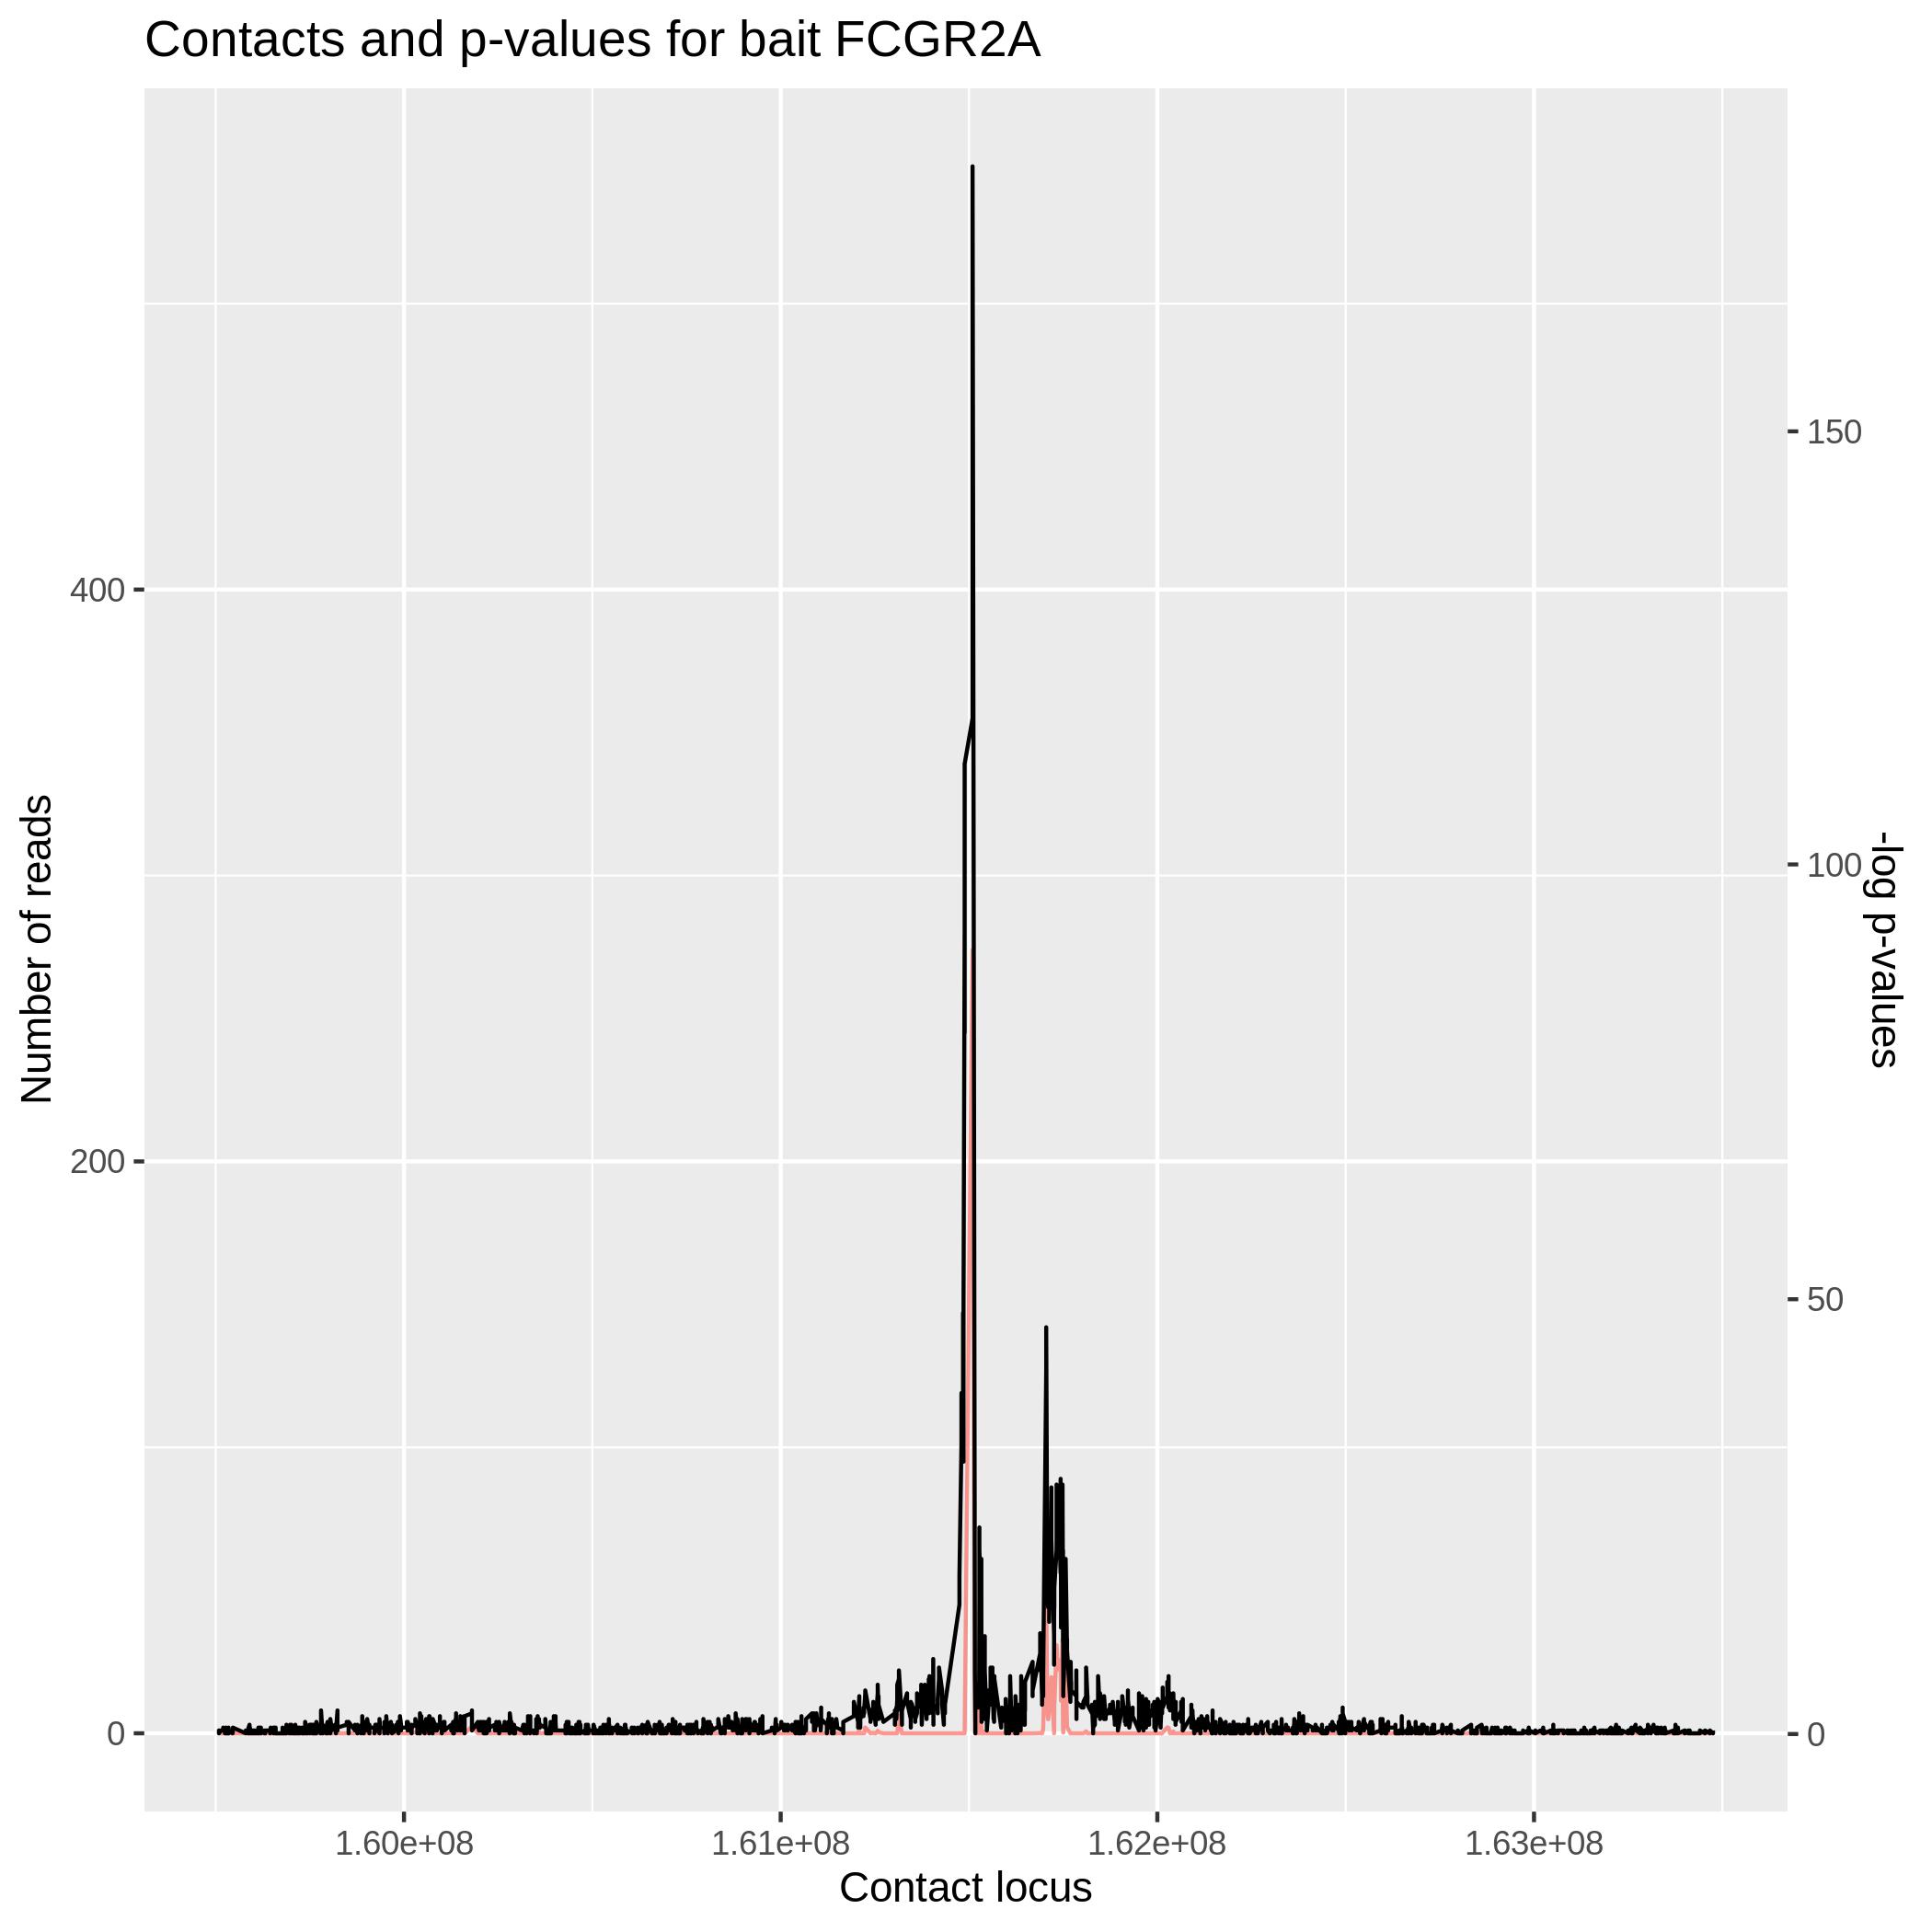 Contacts and p-values for bait FCGR2A
Number of reads
400
200
0
150
100
50
0
-log p-values
1.60e+08 1.61e+08 1.62e+08 1.63e+08
Contact locus